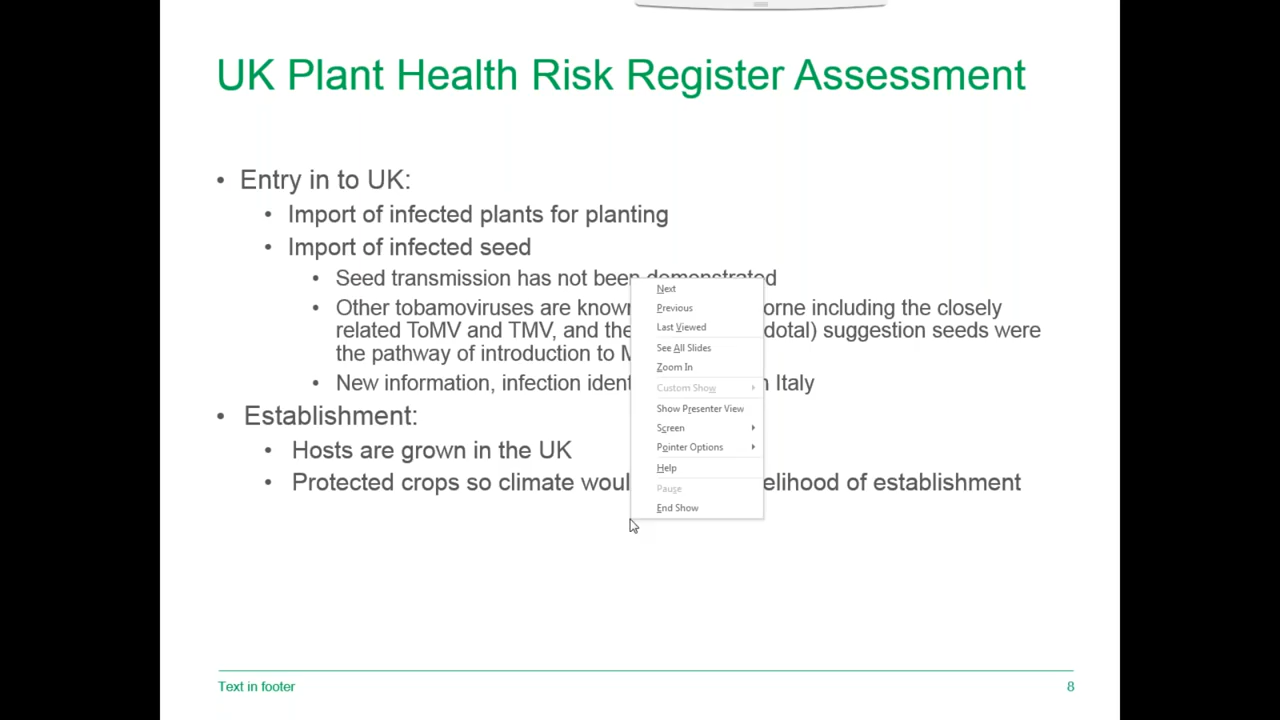 UK Plant Health Risk Register Assessment
• Entry in to UK:
• Import of infected plants for planting
• Import of infected seed
• Seed transmission has not been demonstrated
• Other tobamoviruses are known orne including the closely
related ToMV and TMV, and the dotal) suggestion seeds were
the pathway of introduction to
• New information, infection Italy
• Establishment:
• Hosts are grown in the UK
• Protected crops so climate elihood of establishment
Next
Previous
Last Viewed
See All Slides
Zoom In
Custom Show
Show Presenter View
Screen
Pointer Options
Help
Pause
End Show
Text in footer
8